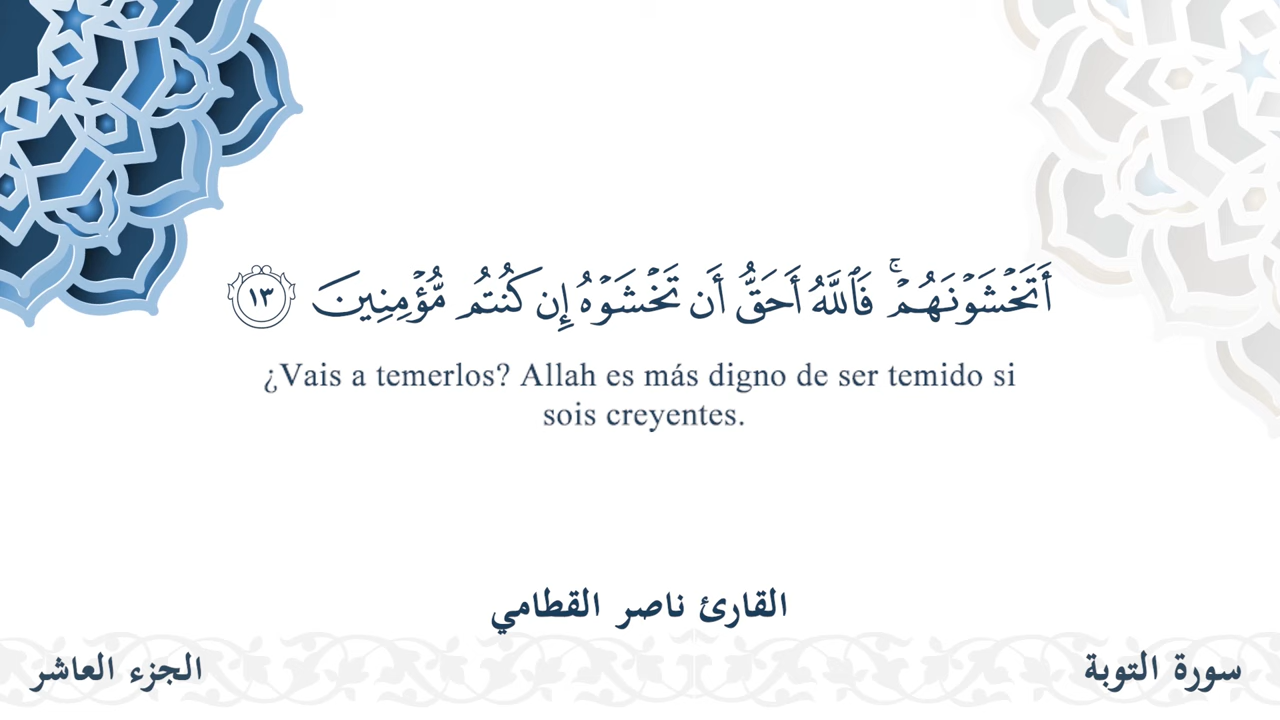 أَتَخۡشَوۡنَهُمۡۚ فَٱللَّهُ أَحَقُّ أَن تَخۡشَوۡهُ إِن كُنتُم مُّؤۡمِنِينَ ١٣
¿Vais a temerlos? Allah es más digno de ser temido si
sois creyentes.
القارئ ناصر القطامي
سورة التوبة
الجزء العاشر